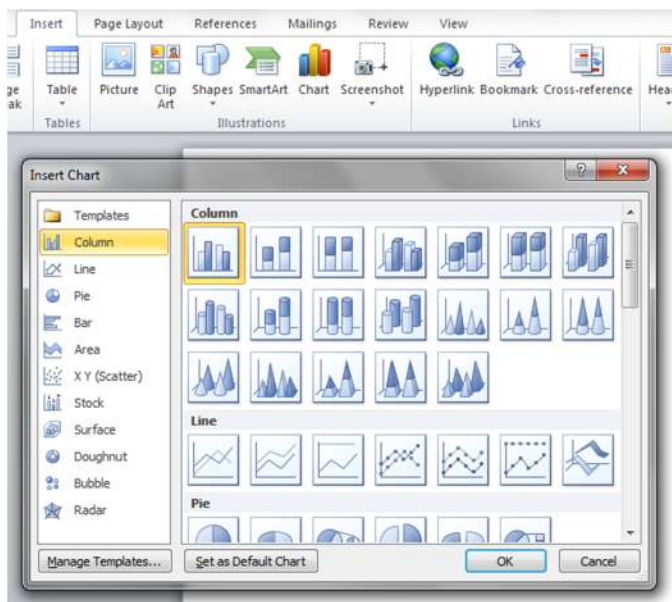 Insert Page Layout References Mailings Review View
Table Picture Clip Art Shapes SmartArt Chart Screenshot Hyperlink Bookmark Cross-reference
Tables Illustrations Links
Insert Chart
Templates
Column
Line
Pie
Bar
Area
X Y (Scatter)
Stock
Surface
Doughnut
Bubble
Radar
Column
Line
Pie
Manage Templates... Set as Default Chart OK Cancel